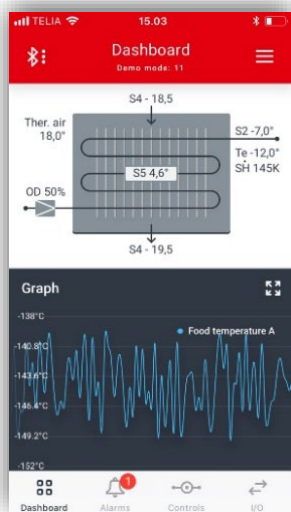 TELIA 15.03
Dashboard
Demo mode: 11
S4 - 18,5
Ther. air
18,0°
S2 -7,0°
Te -12,0°
SH 145K
S5 4,6°
OD 50%
S4 - 19,5
Graph
-138°C
Food temperature A
-140.8°C
-143.6°C
-146.4°C
-149.2°C
-152°C
1
Dashboard Alarms Controls I/O